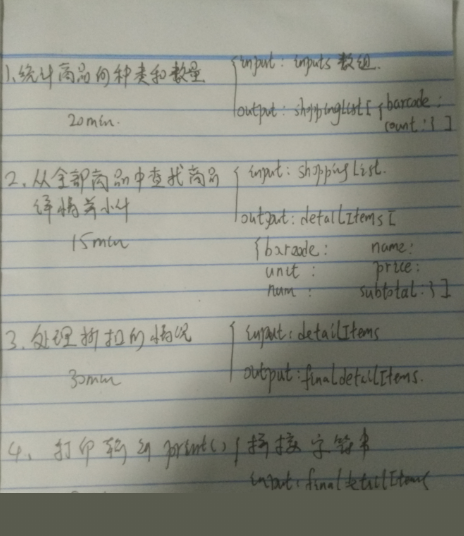 1. 统计商品的种类和数量 { input: inputs 数组.
output: shoppingList [ { barcode:
20min. count: } ]
2. 从全部商品中查找商品 { input: shoppingList.
详情并小计 output: detailItems [
15min { barcode: name:
unit: price:
num: subtotal: } ]
3. 处理折扣的情况 { input: detailItems
30min output: finaldetailItems.
4. 打印输出 print() { 拼接字符串
input: finaldetailItems